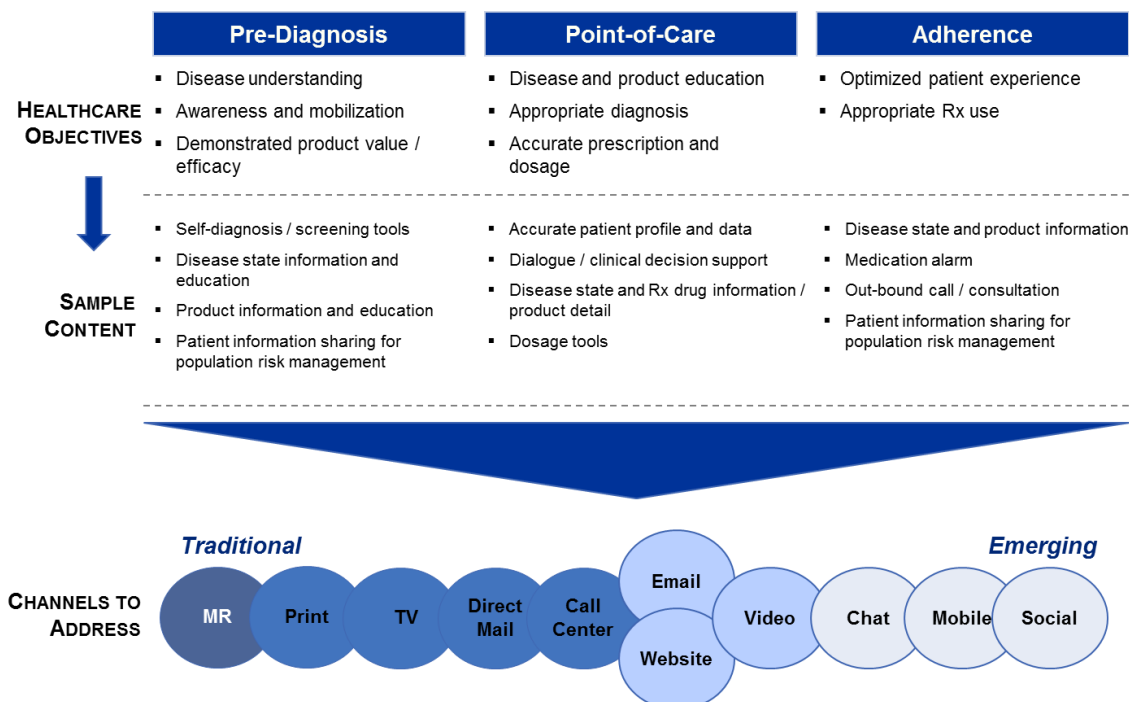 Pre-Diagnosis
Point-of-Care
Adherence
HEALTHCARE
OBJECTIVES
▪ Disease understanding
▪ Awareness and mobilization
▪ Demonstrated product value /
efficacy
▪ Disease and product education
▪ Appropriate diagnosis
▪ Accurate prescription and
dosage
▪ Optimized patient experience
▪ Appropriate Rx use
SAMPLE
CONTENT
▪ Self-diagnosis / screening tools
▪ Disease state information and
education
▪ Product information and education
▪ Patient information sharing for
population risk management
▪ Accurate patient profile and data
▪ Dialogue / clinical decision support
▪ Disease state and Rx drug information /
product detail
▪ Dosage tools
▪ Disease state and product information
▪ Medication alarm
▪ Out-bound call / consultation
▪ Patient information sharing for
population risk management
Traditional
Emerging
CHANNELS TO
ADDRESS
MR
Print
TV
Direct
Mail
Call
Center
Email
Website
Video
Chat
Mobile
Social